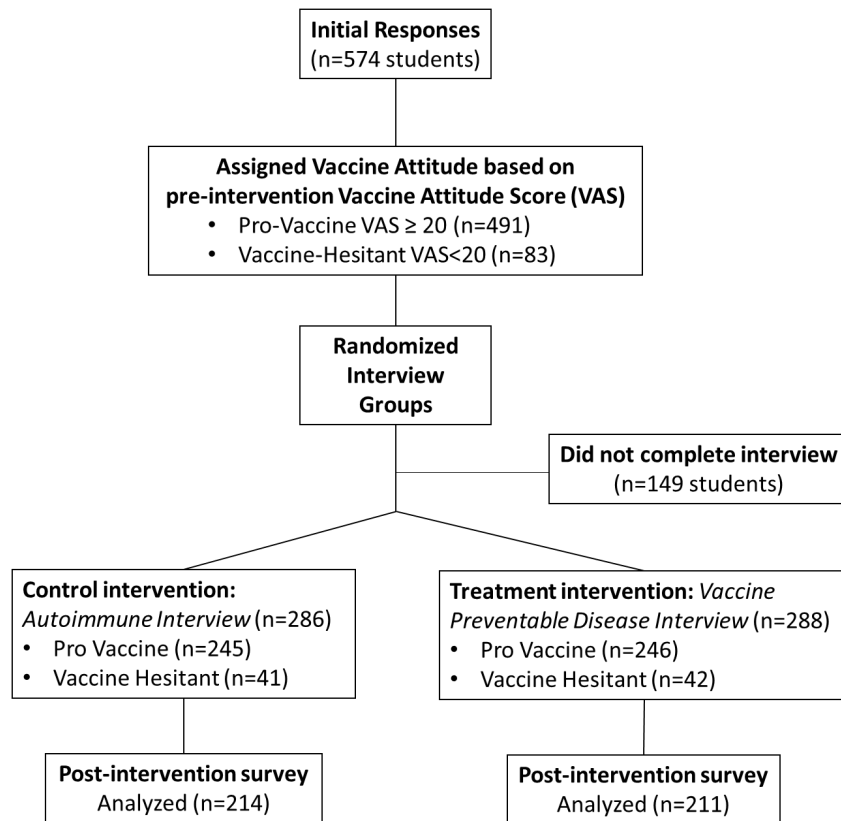 Initial Responses
(n=574 students)
Assigned Vaccine Attitude based on
pre-intervention Vaccine Attitude Score (VAS)
• Pro-Vaccine VAS ≥ 20 (n=491)
• Vaccine-Hesitant VAS<20 (n=83)
Randomized
Interview
Groups
Did not complete interview
(n=149 students)
Control intervention:
Autoimmune Interview (n=286)
• Pro Vaccine (n=245)
• Vaccine Hesitant (n=41)
Treatment intervention: Vaccine
Preventable Disease Interview (n=288)
• Pro Vaccine (n=246)
• Vaccine Hesitant (n=42)
Post-intervention survey
Analyzed (n=214)
Post-intervention survey
Analyzed (n=211)